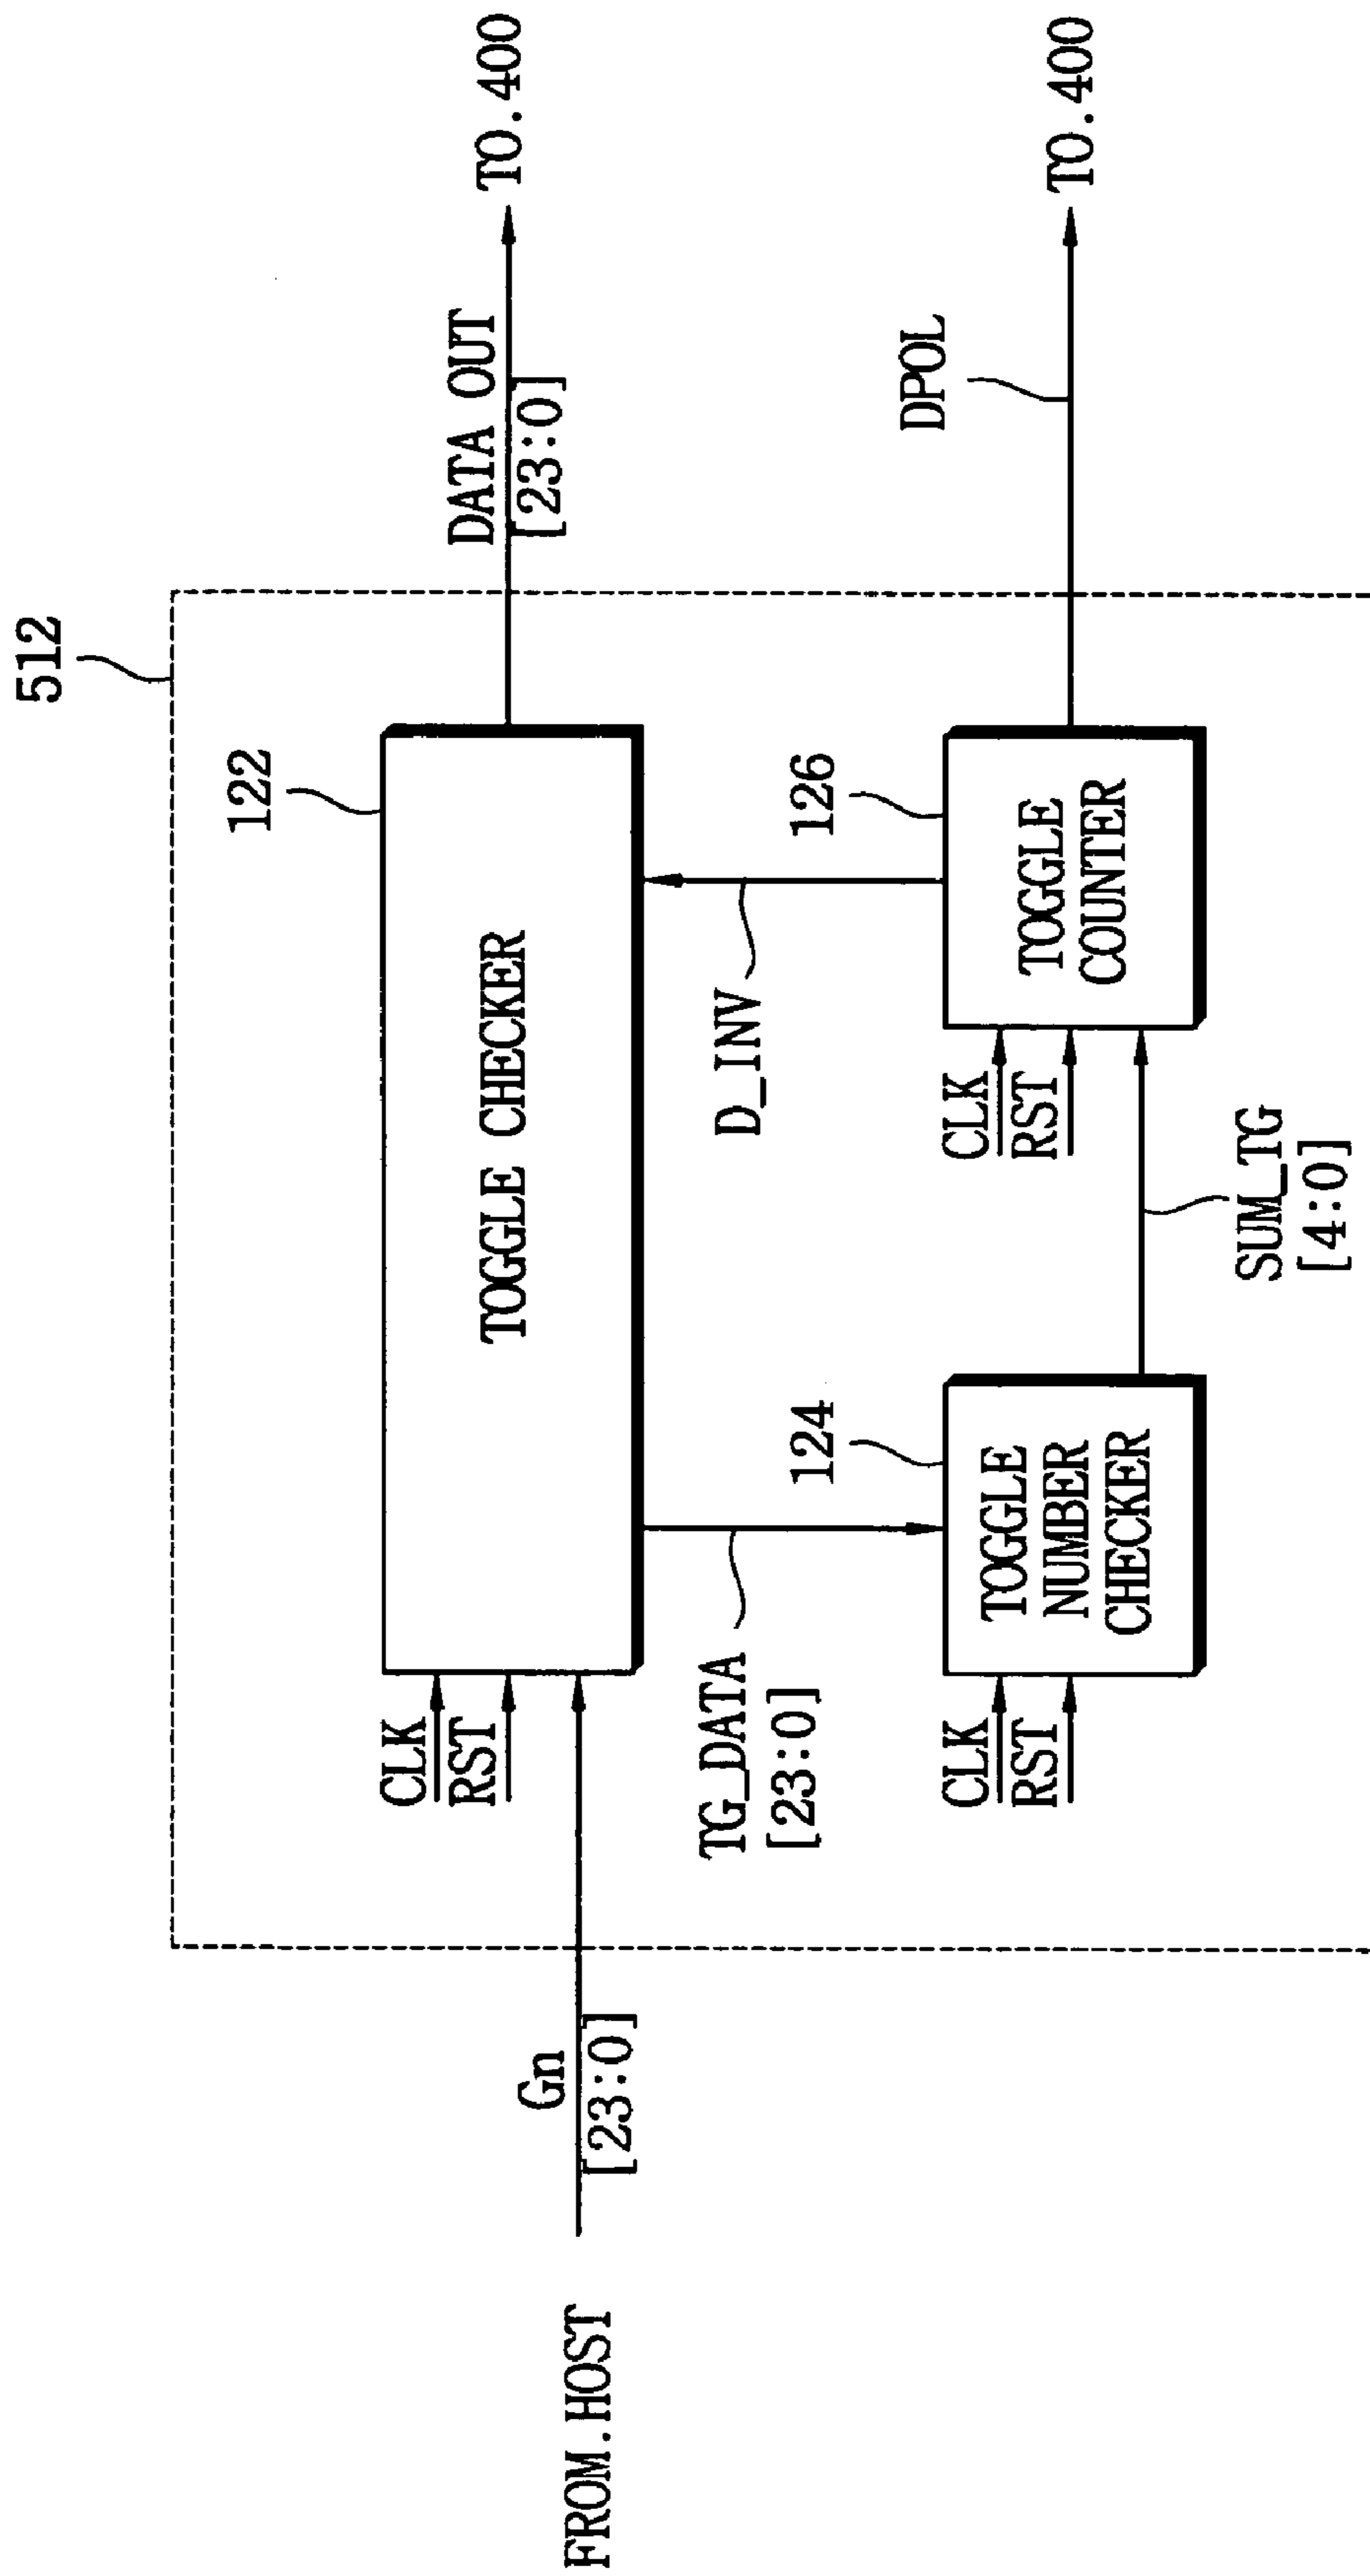 512
122
TOGGLE CHECKER
CLK
RST
FROM.HOST
Gn
[23:0]
DATA OUT
[23:0]
TO.400
TG_DATA
[23:0]
D_INV
124
TOGGLE
NUMBER
CHECKER
CLK
RST
SUM_TG
[4:0]
126
TOGGLE
COUNTER
CLK
RST
DPOL
TO.400